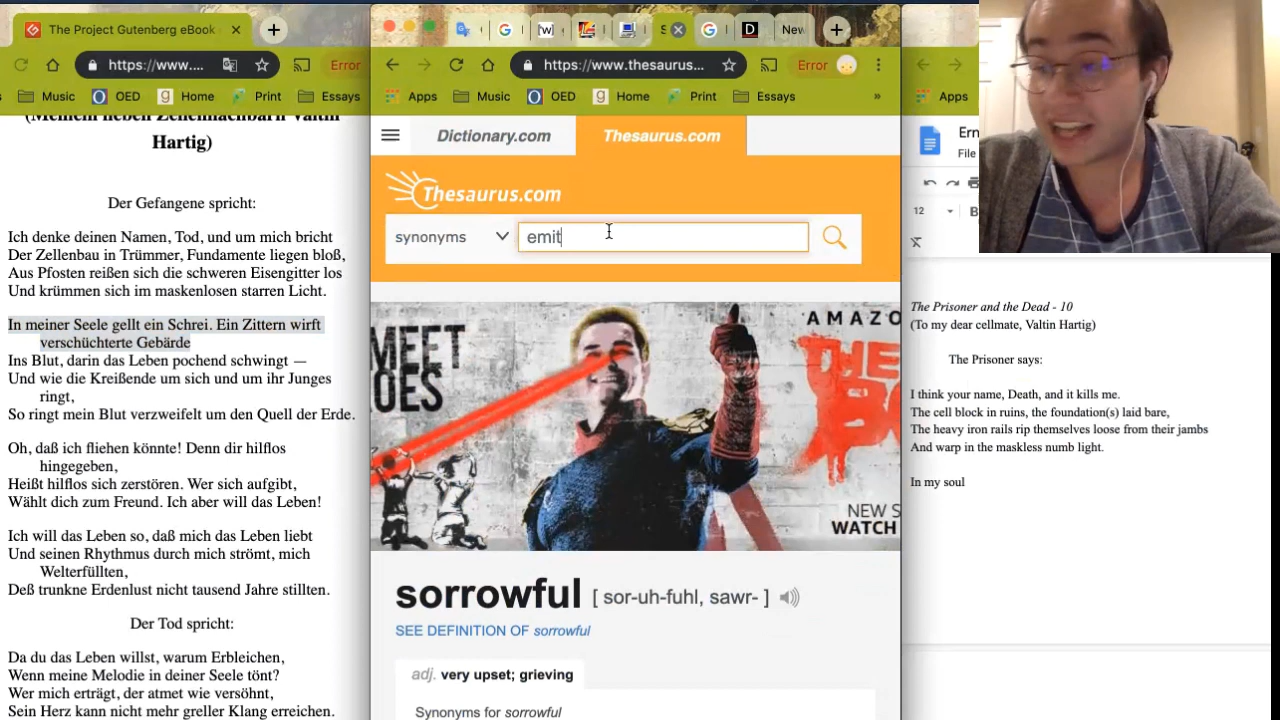 The Project Gutenberg eBook
https://www....
Error
Music
OED
Home
Print
Essays
(Meinem lieben Zellennachbarn Valtin
Hartig)
Der Gefangene spricht:
Ich denke deinen Namen, Tod, und um mich bricht
Der Zellenbau in Trümmer, Fundamente liegen bloß,
Aus Pfosten reißen sich die schweren Eisengitter los
Und krümmen sich im maskenlosen starren Licht.
In meiner Seele gellt ein Schrei. Ein Zittern wirft
verschüchterte Gebärde
Ins Blut, darin das Leben pochend schwingt —
Und wie die Kreißende um sich und um ihr Junges
ringt,
So ringt mein Blut verzweifelt um den Quell der Erde.
Oh, daß ich fliehen könnte! Denn dir hilflos
hingegeben,
Heißt hilflos sich zerstören. Wer sich aufgibt,
Wählt dich zum Freund. Ich aber will das Leben!
Ich will das Leben so, daß mich das Leben liebt
Und seinen Rhythmus durch mich strömt, mich
Welterfüllten,
Deß trunkne Erdenlust nicht tausend Jahre stillten.
Der Tod spricht:
Da du das Leben willst, warum Erbleichen,
Wenn meine Melodie in deiner Seele tönt?
Wer mich erträgt, der atmet wie versöhnt,
Sein Herz kann nicht mehr greller Klang erreichen.
S
New
https://www.thesaurus...
Error
Apps
Music
OED
Home
Print
Essays
»
Dictionary.com
Thesaurus.com
Thesaurus.com
synonyms
emit
MEET
AMAZO
THE
BO
NEW S
WATCH
sorrowful [ sor-uh-fuhl, sawr- ]
SEE DEFINITION OF sorrowful
adj. very upset; grieving
Synonyms for sorrowful
Apps
Ern
File
12
B
The Prisoner and the Dead - 10
(To my dear cellmate, Valtin Hartig)
The Prisoner says:
I think your name, Death, and it kills me.
The cell block in ruins, the foundation(s) laid bare,
The heavy iron rails rip themselves loose from their jambs
And warp in the maskless numb light.
In my soul